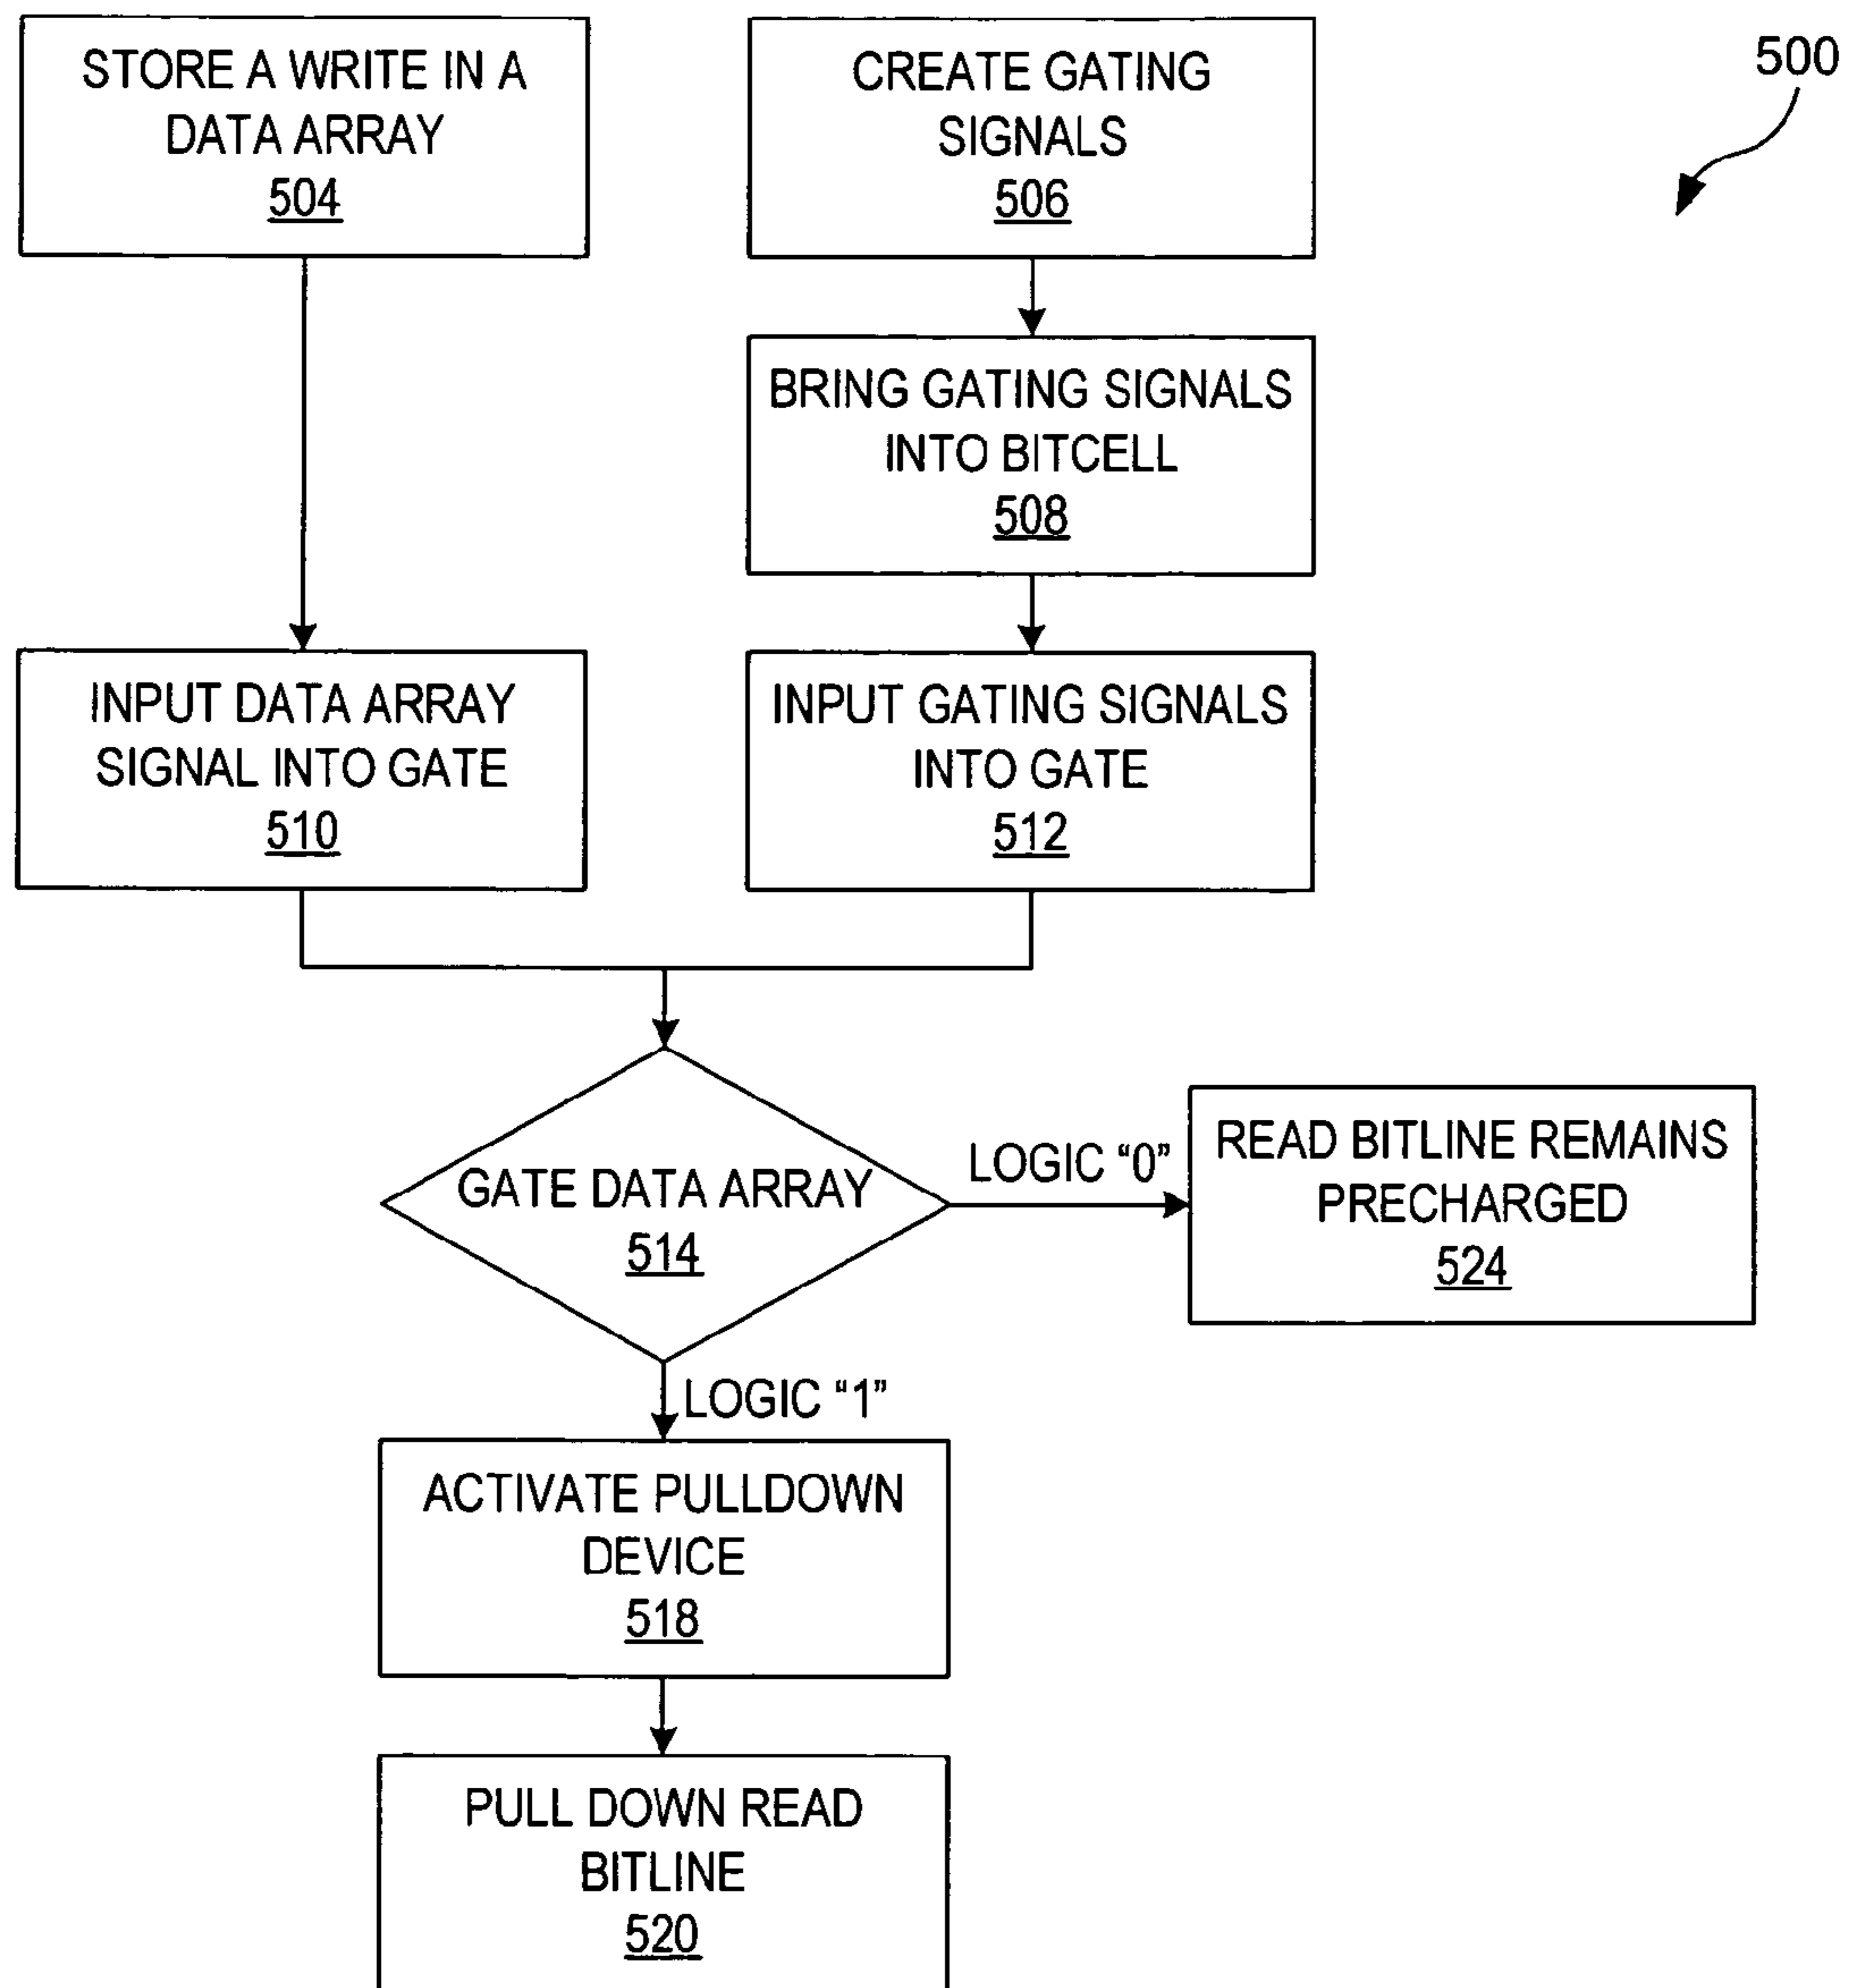 STORE A WRITE IN A
DATA ARRAY
504
CREATE GATING
SIGNALS
506
500
BRING GATING SIGNALS
INTO BITCELL
508
INPUT DATA ARRAY
SIGNAL INTO GATE
510
INPUT GATING SIGNALS
INTO GATE
512
GATE DATA ARRAY
514
LOGIC “0”
READ BITLINE REMAINS
PRECHARGED
524
LOGIC “1”
ACTIVATE PULLDOWN
DEVICE
518
PULL DOWN READ
BITLINE
520